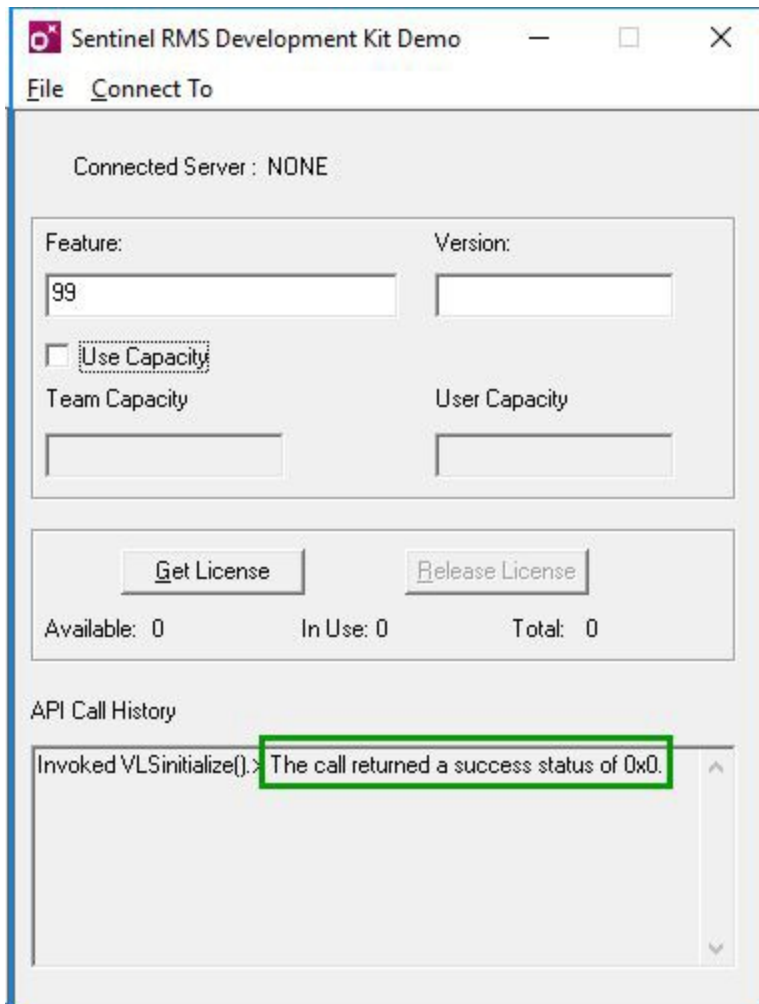 Sentinel RMS Development Kit Demo
File Connect To
Connected Server : NONE
Feature: Version:
99
Use Capacity
Team Capacity User Capacity
Get License Release License
Available: 0 In Use: 0 Total: 0
API Call History
Invoked VLSinitialize().> The call returned a success status of 0x0.